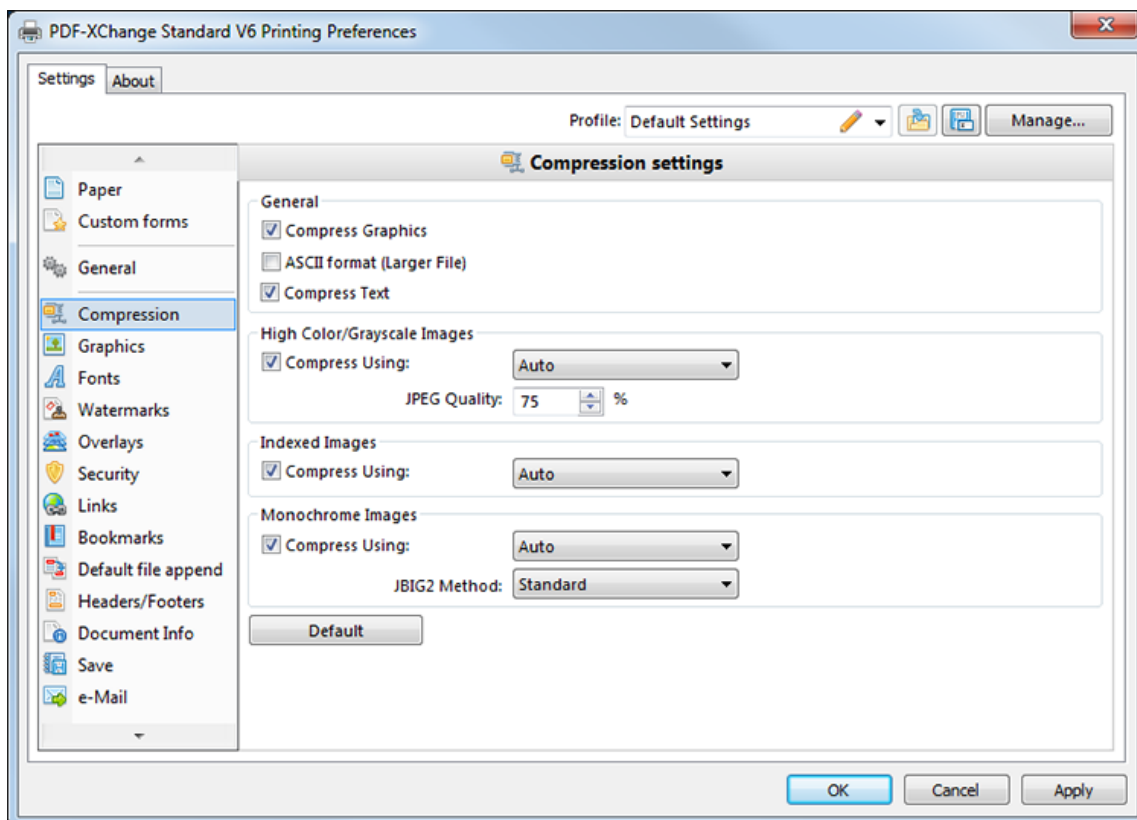 PDF-XChange Standard V6 Printing Preferences
Settings About
Profile: Default Settings Manage...
Paper
Custom forms
General
Compression
Graphics
Fonts
Watermarks
Overlays
Security
Links
Bookmarks
Default file append
Headers/Footers
Document Info
Save
e-Mail
Compression settings
General
Compress Graphics
ASCII format (Larger File)
Compress Text
High Color/Grayscale Images
Compress Using: Auto
JPEG Quality: 75 %
Indexed Images
Compress Using: Auto
Monochrome Images
Compress Using: Auto
JBIG2 Method: Standard
Default
OK Cancel Apply